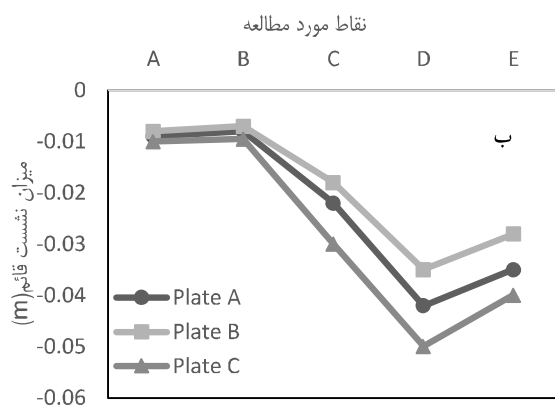 نقاط مورد مطالعه
A B C D E
0
-0.01
-0.02
-0.03
-0.04
-0.05
-0.06
میزان نشست قائم(m)
ب
Plate A
Plate B
Plate C